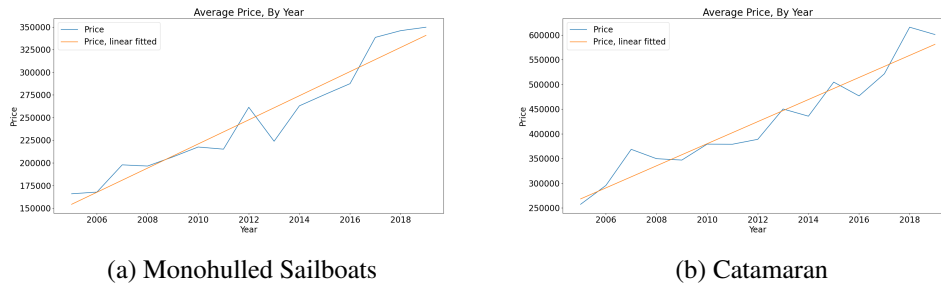 Average Price, By Year
Price
Price, linear fitted
350000
325000
300000
275000
250000
225000
200000
175000
150000
Price
2006 2008 2010 2012 2014 2016 2018
Year
(a) Monohulled Sailboats
Average Price, By Year
Price
Price, linear fitted
600000
550000
500000
450000
400000
350000
300000
250000
Price
2006 2008 2010 2012 2014 2016 2018
Year
(b) Catamaran